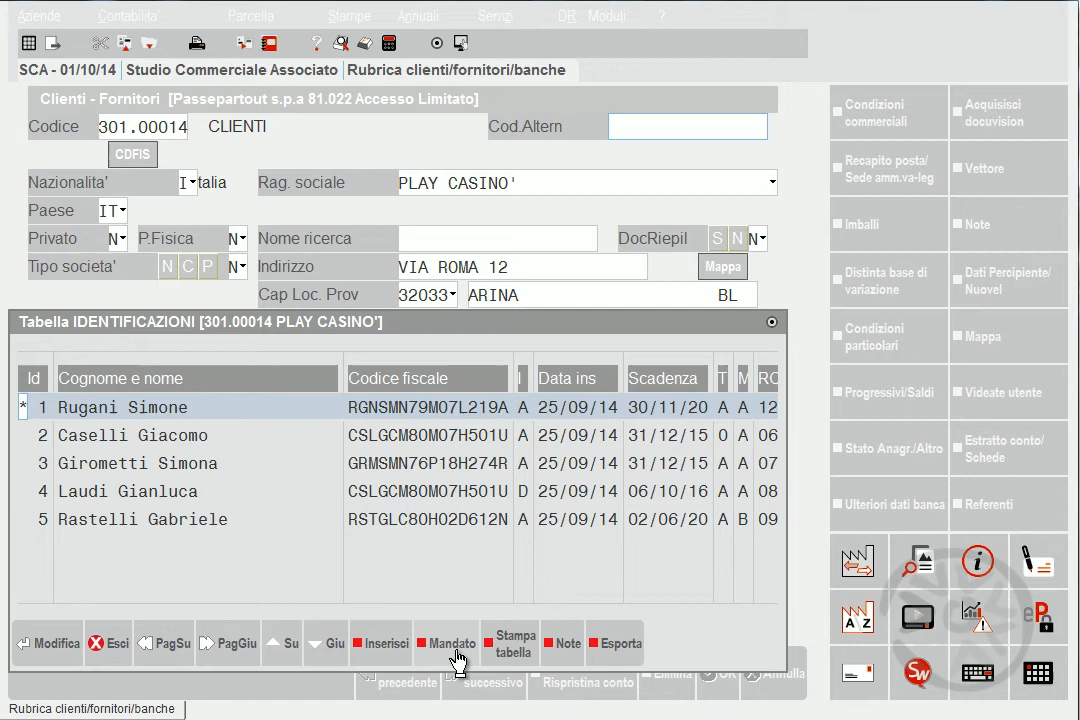 Aziende Contabilita' Parcella Stampe Annuali Servizi DR Moduli ?
SCA - 01/10/14 Studio Commerciale Associato Rubrica clienti/fornitori/banche
Clienti - Fornitori [Passepartout s.p.a 81.022 Accesso Limitato]
Codice 301.00014 CLIENTI Cod.Altern
CDFIS
Nazionalita' Italia Rag. sociale PLAY CASINO'
Paese IT
Privato N P.Fisica N Nome ricerca DocRiepil S N N
Tipo societa' N C P N Indirizzo VIA ROMA 12 Mappa
Cap Loc. Prov 32033 ARINA BL
Tabella IDENTIFICAZIONI [301.00014 PLAY CASINO']
Id Cognome e nome Codice fiscale I Data ins Scadenza T M RC
* 1 Rugani Simone RGNSMN79M07L219A A 25/09/14 30/11/20 A A 12
2 Caselli Giacomo CSLGCM80M07H501U A 25/09/14 31/12/15 0 A 06
3 Girometti Simona GRMSMN76P18H274R A 25/09/14 31/12/15 A A 07
4 Laudi Gianluca CSLGCM80M07H501U D 25/09/14 06/10/16 A A 08
5 Rastelli Gabriele RSTGLC80H02D612N A 25/09/14 02/06/20 A B 09
Modifica Esci PagSu PagGiu Su Giu Inserisci Mandato Stampa
tabella Note Esporta
precedente successivo Rispristina conto Elimina OK Annulla
Rubrica clienti/fornitori/banche
Condizioni
commerciali
Acquisisci
docuvision
Recapito posta/
Sede amm.va-leg
Vettore
Imballi
Note
Distinta base di
variazione
Dati Percipiente/
Nuovel
Condizioni
particolari
Mappa
Progressivi/Saldi
Videate utente
Stato Anagr./Altro
Estratto conto/
Schede
Ulteriori dati banca
Referenti
A Z
eP
Sw